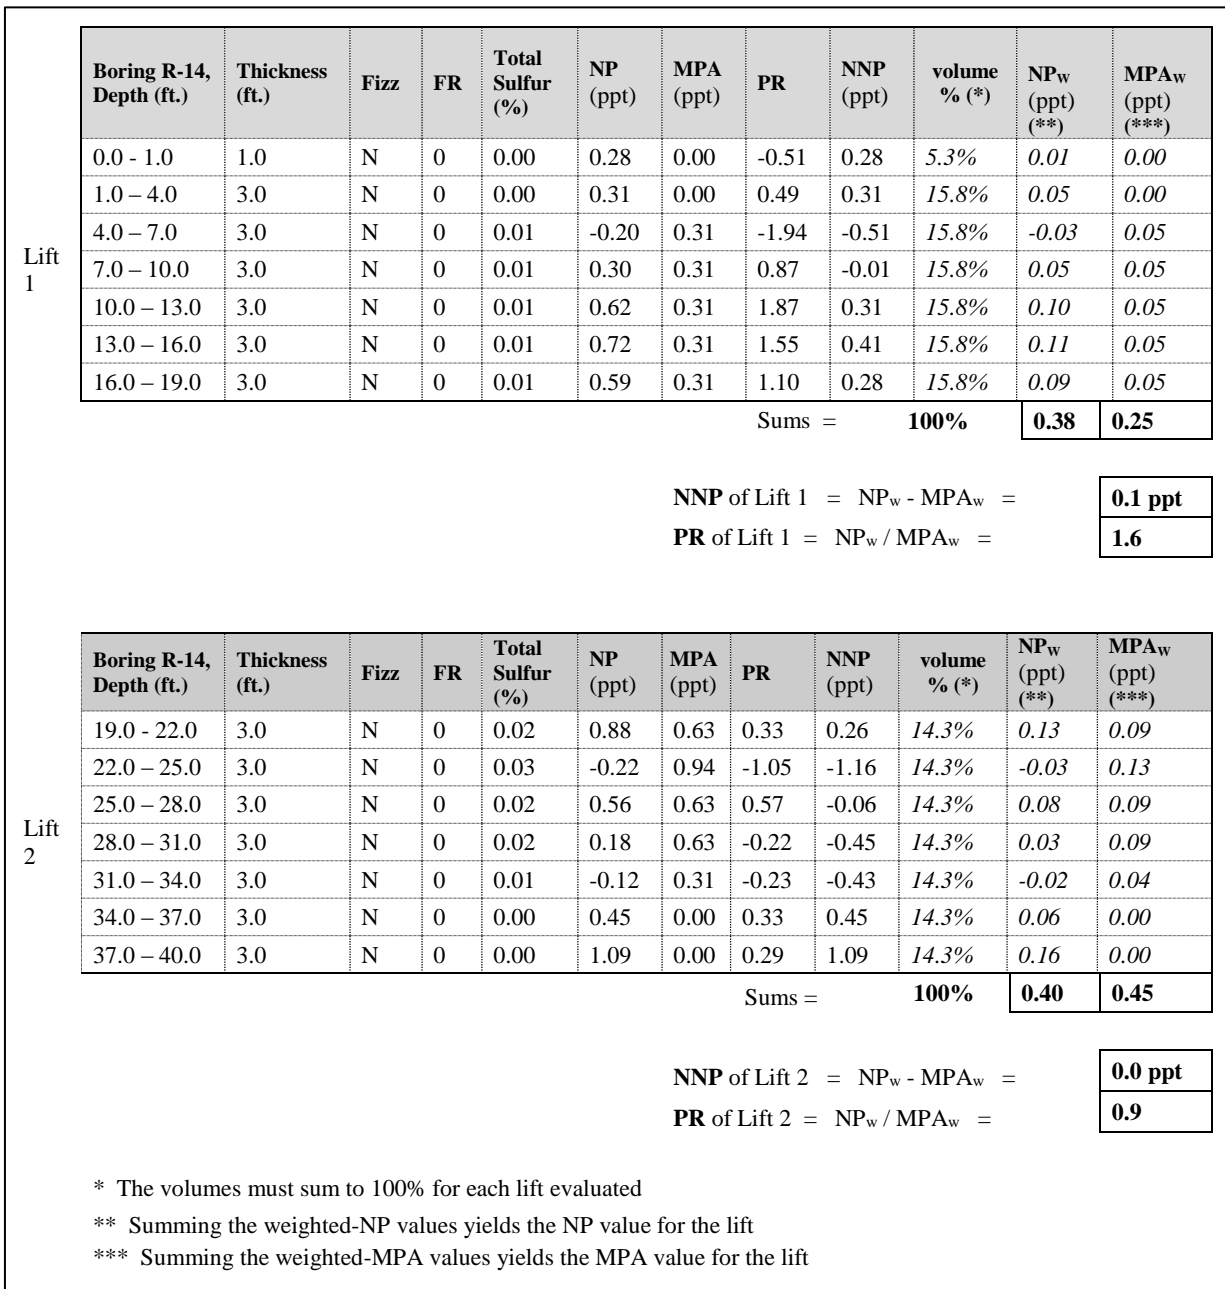 Boring R-14, Depth (ft.) Thickness (ft.) Fizz FR Total Sulfur (%) NP (ppt) MPA (ppt) PR NNP (ppt) volume % (*) NPw (ppt) (**) MPAw (ppt) (***)
Lift 1
0.0 - 1.0 1.0 N 0 0.00 0.28 0.00 -0.51 0.28 5.3% 0.01 0.00
1.0 – 4.0 3.0 N 0 0.00 0.31 0.00 0.49 0.31 15.8% 0.05 0.00
4.0 – 7.0 3.0 N 0 0.01 -0.20 0.31 -1.94 -0.51 15.8% -0.03 0.05
7.0 – 10.0 3.0 N 0 0.01 0.30 0.31 0.87 -0.01 15.8% 0.05 0.05
10.0 – 13.0 3.0 N 0 0.01 0.62 0.31 1.87 0.31 15.8% 0.10 0.05
13.0 – 16.0 3.0 N 0 0.01 0.72 0.31 1.55 0.41 15.8% 0.11 0.05
16.0 – 19.0 3.0 N 0 0.01 0.59 0.31 1.10 0.28 15.8% 0.09 0.05
Sums = 100% 0.38 0.25
NNP of Lift 1 = NPw - MPAw = 0.1 ppt
PR of Lift 1 = NPw / MPAw = 1.6
Boring R-14, Depth (ft.) Thickness (ft.) Fizz FR Total Sulfur (%) NP (ppt) MPA (ppt) PR NNP (ppt) volume % (*) NPw (ppt) (**) MPAw (ppt) (***)
Lift 2
19.0 - 22.0 3.0 N 0 0.02 0.88 0.63 0.33 0.26 14.3% 0.13 0.09
22.0 – 25.0 3.0 N 0 0.03 -0.22 0.94 -1.05 -1.16 14.3% -0.03 0.13
25.0 – 28.0 3.0 N 0 0.02 0.56 0.63 0.57 -0.06 14.3% 0.08 0.09
28.0 – 31.0 3.0 N 0 0.02 0.18 0.63 -0.22 -0.45 14.3% 0.03 0.09
31.0 – 34.0 3.0 N 0 0.01 -0.12 0.31 -0.23 -0.43 14.3% -0.02 0.04
34.0 – 37.0 3.0 N 0 0.00 0.45 0.00 0.33 0.45 14.3% 0.06 0.00
37.0 – 40.0 3.0 N 0 0.00 1.09 0.00 0.29 1.09 14.3% 0.16 0.00
Sums = 100% 0.40 0.45
NNP of Lift 2 = NPw - MPAw = 0.0 ppt
PR of Lift 2 = NPw / MPAw = 0.9
* The volumes must sum to 100% for each lift evaluated
** Summing the weighted-NP values yields the NP value for the lift
*** Summing the weighted-MPA values yields the MPA value for the lift